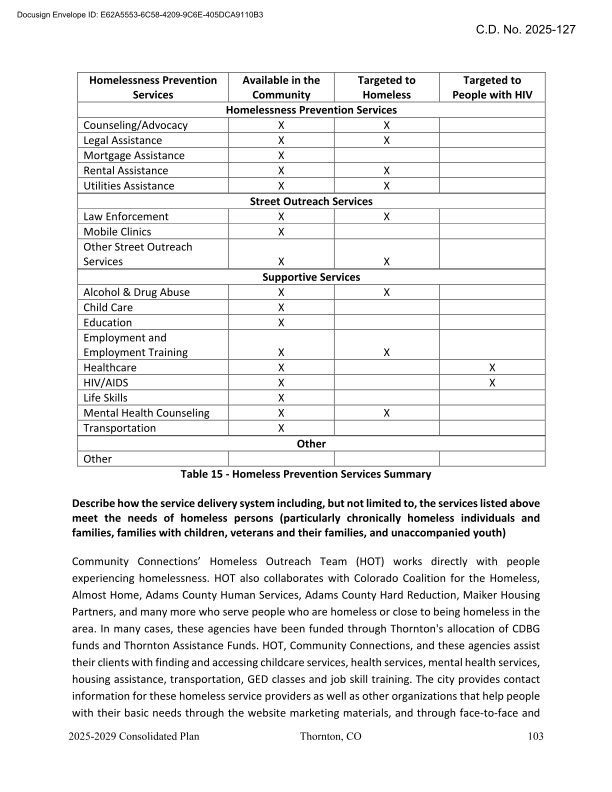 Docusign Envelope ID: E62A5553-6C58-4209-9C6E-405DCA9110B3
C.D. No. 2025-127
Homelessness Prevention Services Available in the Community Targeted to Homeless Targeted to People with HIV
Homelessness Prevention Services
Counseling/Advocacy X X
Legal Assistance X X
Mortgage Assistance X
Rental Assistance X X
Utilities Assistance X X
Street Outreach Services
Law Enforcement X X
Mobile Clinics X
Other Street Outreach
Services X X
Supportive Services
Alcohol & Drug Abuse X X
Child Care X
Education X
Employment and
Employment Training X X
Healthcare X X
HIV/AIDS X X
Life Skills X
Mental Health Counseling X X
Transportation X
Other
Other
Table 15 - Homeless Prevention Services Summary
Describe how the service delivery system including, but not limited to, the services listed above
meet the needs of homeless persons (particularly chronically homeless individuals and
families, families with children, veterans and their families, and unaccompanied youth)
Community Connections' Homeless Outreach Team (HOT) works directly with people
experiencing homelessness. HOT also collaborates with Colorado Coalition for the Homeless,
Almost Home, Adams County Human Services, Adams County Hard Reduction, Maiker Housing
Partners, and many more who serve people who are homeless or close to being homeless in the
area. In many cases, these agencies have been funded through Thornton's allocation of CDBG
funds and Thornton Assistance Funds. HOT, Community Connections, and these agencies assist
their clients with finding and accessing childcare services, health services, mental health services,
housing assistance, transportation, GED classes and job skill training. The city provides contact
information for these homeless service providers as well as other organizations that help people
with their basic needs through the website marketing materials, and through face-to-face and
2025-2029 Consolidated Plan Thornton, CO 103